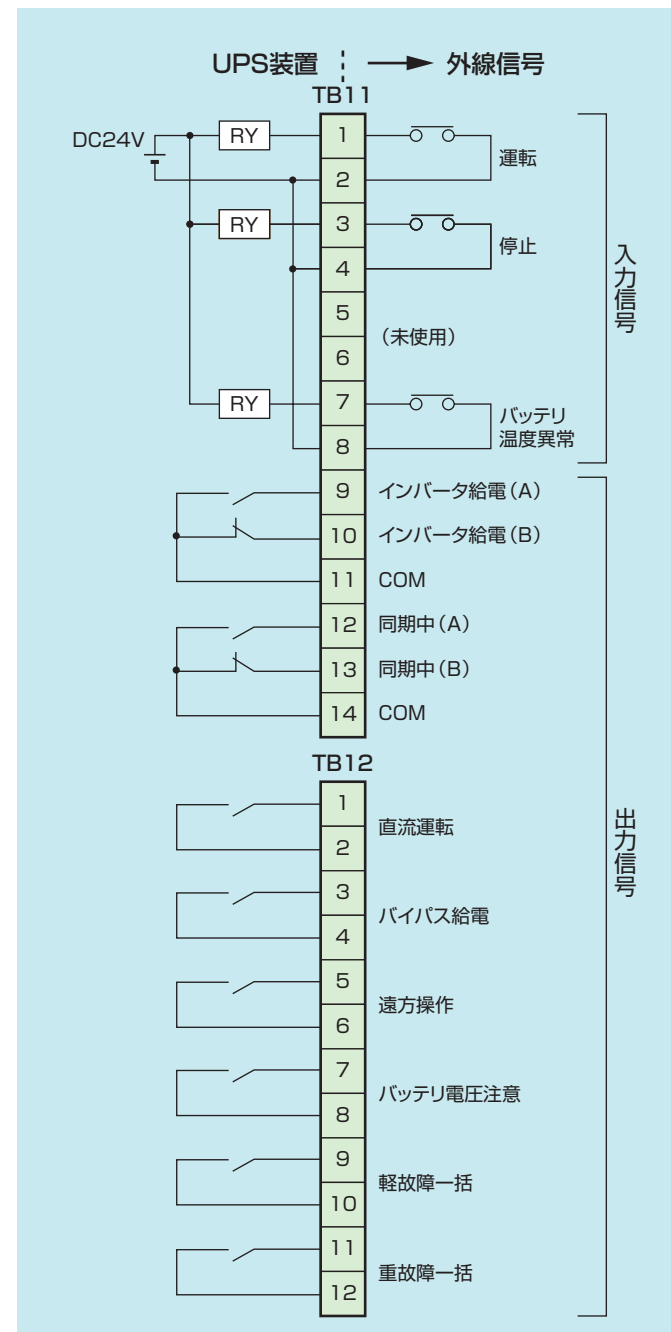 UPS装置 外線信号
TB11
DC24V
RY
1
運転
2
RY
3
停止
4
5
(未使用)
6
RY
7
バッテリ
温度異常
8
入力信号
9 インバータ給電(A)
10 インバータ給電(B)
11 COM
12 同期中(A)
13 同期中(B)
14 COM
TB12
1
直流運転
2
3
バイパス給電
4
5
遠方操作
6
7
バッテリ電圧注意
8
9
軽故障一括
10
11
重故障一括
12
出力信号